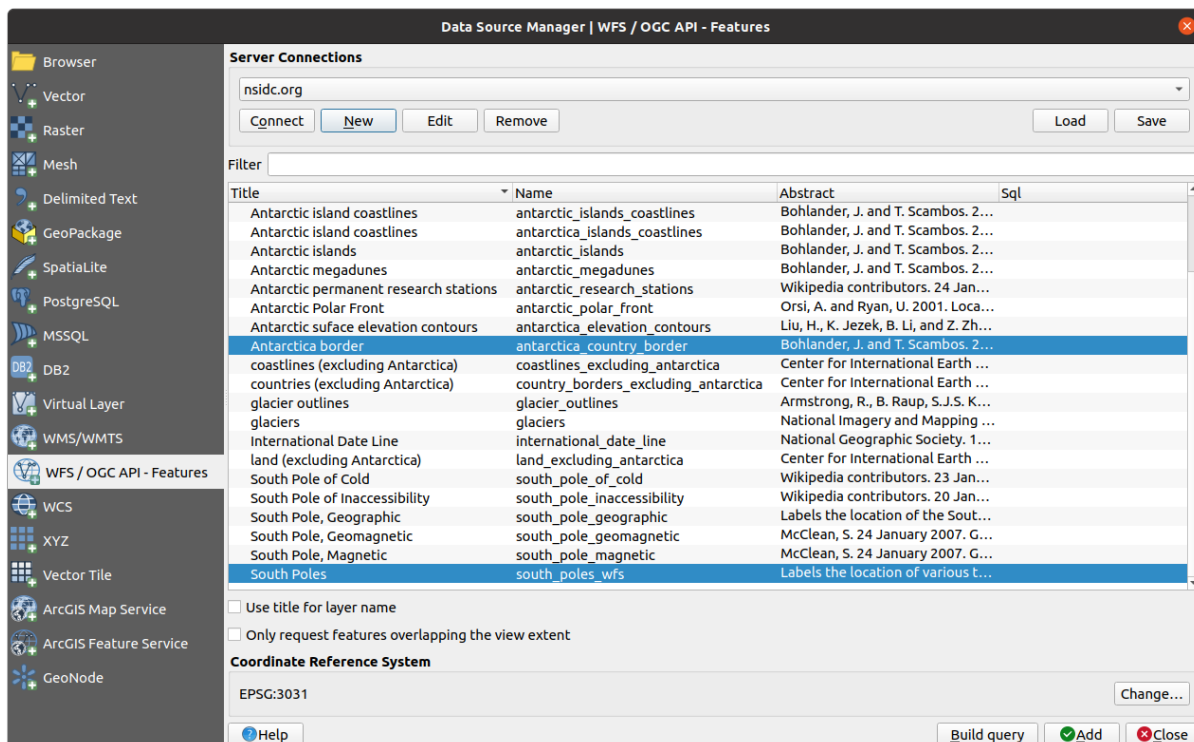 Data Source Manager | WFS / OGC API - Features
Browser
Vector
Raster
Mesh
Delimited Text
GeoPackage
SpatiaLite
PostgreSQL
MSSQL
DB2
DB2
Virtual Layer
WMS/WMTS
WFS / OGC API - Features
WCS
XYZ
Vector Tile
ArcGIS Map Service
ArcGIS Feature Service
GeoNode
Server Connections
nsidc.org
Connect New Edit Remove Load Save
Filter
Title Name Abstract Sql
Antarctic island coastlines antarctic_islands_coastlines Bohlander, J. and T. Scambos. 2…
Antarctic island coastlines antarctica_islands_coastlines Bohlander, J. and T. Scambos. 2…
Antarctic islands antarctic_islands Bohlander, J. and T. Scambos. 2…
Antarctic megadunes antarctic_megadunes Bohlander, J. and T. Scambos. 2…
Antarctic permanent research stations antarctic_research_stations Wikipedia contributors. 24 Jan…
Antarctic Polar Front antarctic_polar_front Orsi, A. and Ryan, U. 2001. Loca…
Antarctic suface elevation contours antarctica_elevation_contours Liu, H., K. Jezek, B. Li, and Z. Zh…
Antarctica border antarctica_country_border Bohlander, J. and T. Scambos. 2…
coastlines (excluding Antarctica) coastlines_excluding_antarctica Center for International Earth …
countries (excluding Antarctica) country_borders_excluding_antarctica Center for International Earth …
glacier outlines glacier_outlines Armstrong, R., B. Raup, S.J.S. K…
glaciers glaciers National Imagery and Mapping …
International Date Line international_date_line National Geographic Society. 1…
land (excluding Antarctica) land_excluding_antarctica Center for International Earth …
South Pole of Cold south_pole_of_cold Wikipedia contributors. 23 Jan…
South Pole of Inaccessibility south_pole_inaccessibility Wikipedia contributors. 20 Jan…
South Pole, Geographic south_pole_geographic Labels the location of the Sout…
South Pole, Geomagnetic south_pole_geomagnetic McClean, S. 24 January 2007. G…
South Pole, Magnetic south_pole_magnetic McClean, S. 24 January 2007. G…
South Poles south_poles_wfs Labels the location of various t…
Use title for layer name
Only request features overlapping the view extent
Coordinate Reference System
EPSG:3031 Change…
Help Build query Add Close